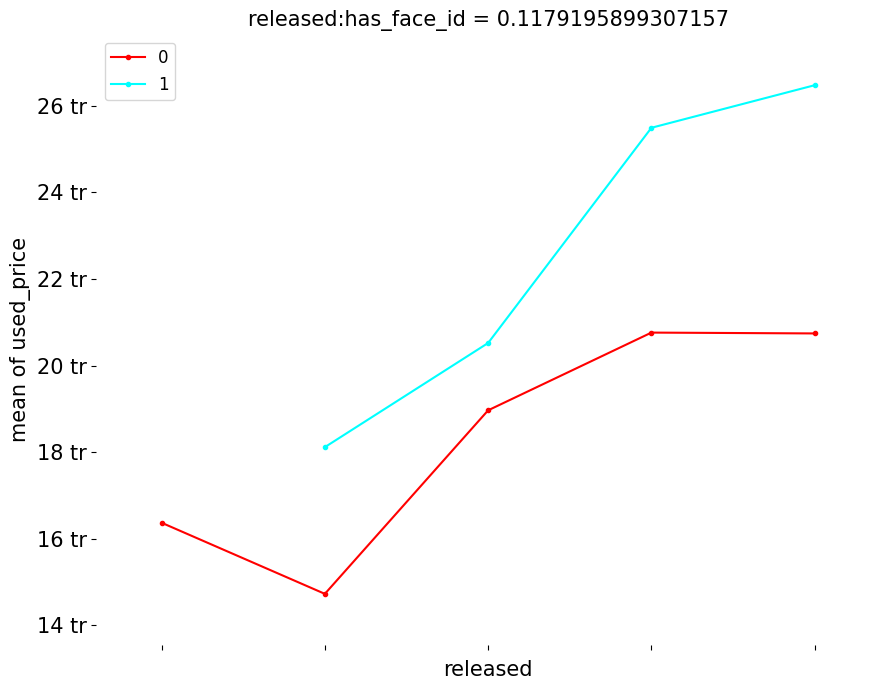 released:has_face_id = 0.1179195899307157
0
1
26 tr
24 tr
22 tr
20 tr
18 tr
16 tr
14 tr
mean of used_price
released